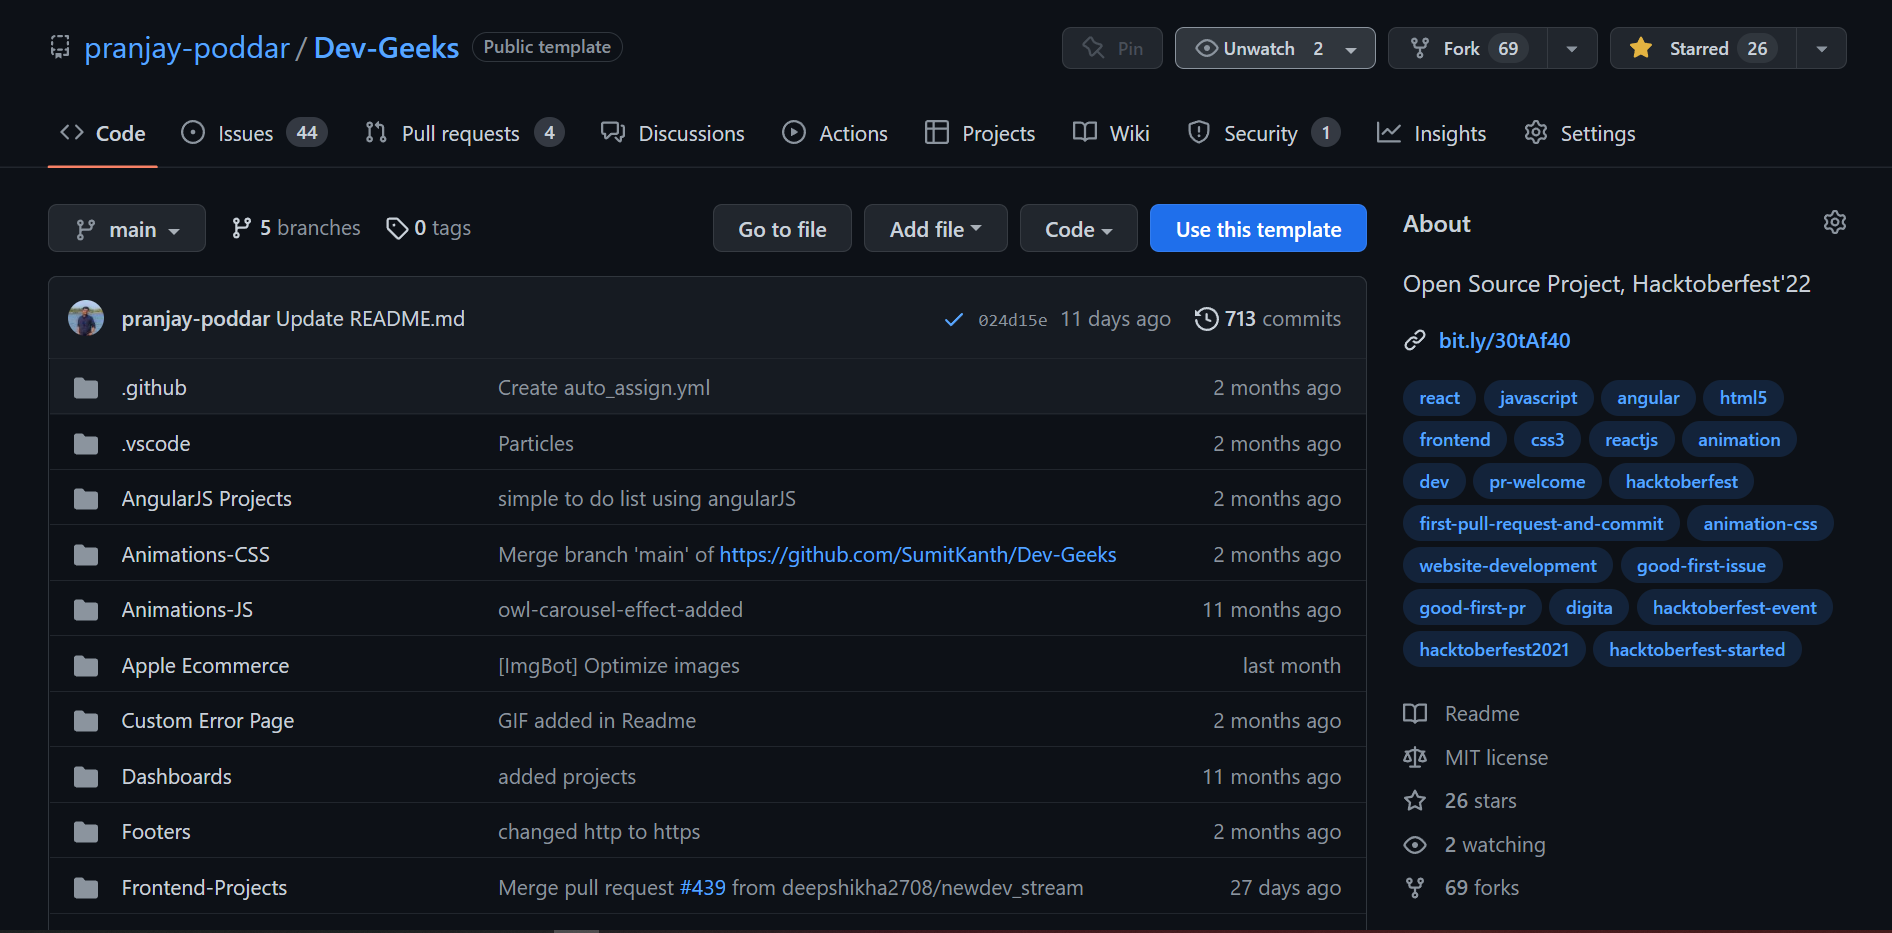 pranjay-poddar / Dev-Geeks Public template Pin Unwatch 2 Fork 69 Starred 26
Code Issues 44 Pull requests 4 Discussions Actions Projects Wiki Security 1 Insights Settings
main 5 branches 0 tags Go to file Add file Code Use this template
pranjay-poddar Update README.md 024d15e 11 days ago 713 commits
.github Create auto_assign.yml 2 months ago
.vscode Particles 2 months ago
AngularJS Projects simple to do list using angularJS 2 months ago
Animations-CSS Merge branch 'main' of https://github.com/SumitKanth/Dev-Geeks 2 months ago
Animations-JS owl-carousel-effect-added 11 months ago
Apple Ecommerce [ImgBot] Optimize images last month
Custom Error Page GIF added in Readme 2 months ago
Dashboards added projects 11 months ago
Footers changed http to https 2 months ago
Frontend-Projects Merge pull request #439 from deepshikha2708/newdev_stream 27 days ago
About
Open Source Project, Hacktoberfest'22
bit.ly/30tAf40
react javascript angular html5
frontend css3 reactjs animation
dev pr-welcome hacktoberfest
first-pull-request-and-commit animation-css
website-development good-first-issue
good-first-pr digita hacktoberfest-event
hacktoberfest2021 hacktoberfest-started
Readme
MIT license
26 stars
2 watching
69 forks